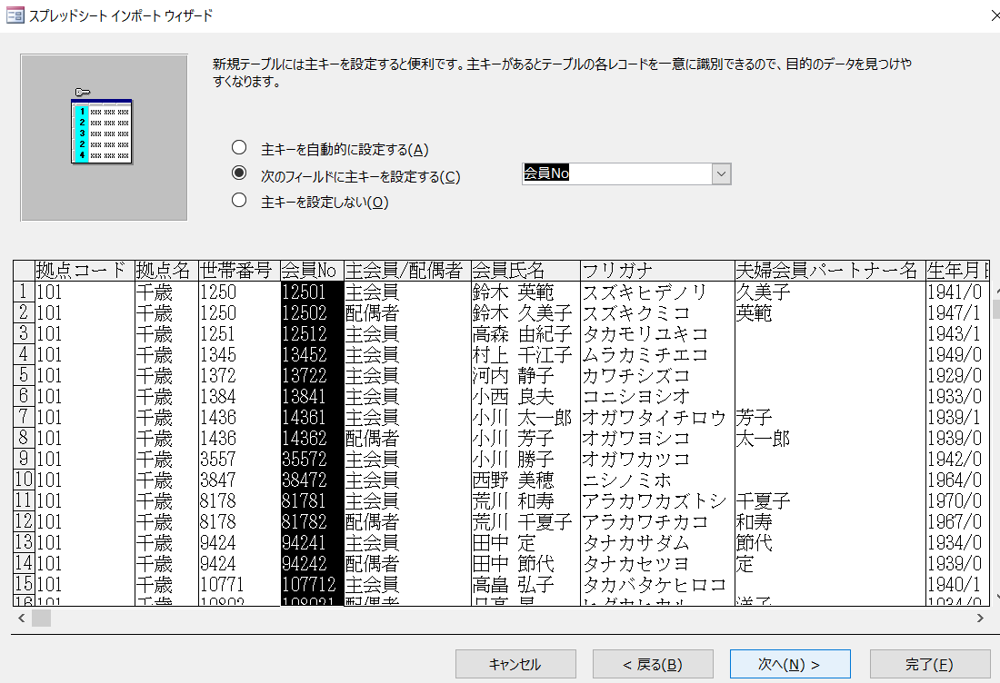 スプレッドシート インポート ウィザード
新規テーブルには主キーを設定すると便利です。主キーがあるとテーブルの各レコードを一意に識別できるので、目的のデータを見つけや
すくなります。
1 xxx xxx xxx
2 xxx xxx xxx
3 xxx xxx xxx
2 xxx xxx xxx
4 xxx xxx xxx
主キーを自動的に設定する(A)
次のフィールドに主キーを設定する(C) 会員No
主キーを設定しない(O)
拠点コード 拠点名 世帯番号 会員No 主会員/配偶者 会員氏名 フリガナ 夫婦会員パートナー名 生年月日
1 101 千歳 1250 12501 主会員 鈴木 英範 スズキヒデノリ 久美子 1941/0
2 101 千歳 1250 12502 配偶者 鈴木 久美子 スズキクミコ 英範 1947/1
3 101 千歳 1251 12512 主会員 高森 由紀子 タカモリユキコ 1943/1
4 101 千歳 1345 13452 主会員 村上 千江子 ムラカミチエコ 1949/0
5 101 千歳 1372 13722 主会員 河内 静子 カワチシズコ 1929/0
6 101 千歳 1384 13841 主会員 小西 良夫 コニシヨシオ 1933/0
7 101 千歳 1436 14361 主会員 小川 太一郎 オガワタイチロウ 芳子 1939/1
8 101 千歳 1436 14362 配偶者 小川 芳子 オガワヨシコ 太一郎 1939/0
9 101 千歳 3557 35572 主会員 小川 勝子 オガワカツコ 1942/0
10 101 千歳 3847 38472 主会員 西野 美穂 ニシノミホ 1964/0
11 101 千歳 8178 81781 主会員 荒川 和寿 アラカワカズトシ 千夏子 1970/0
12 101 千歳 8178 81782 配偶者 荒川 千夏子 アラカワチカコ 和寿 1967/0
13 101 千歳 9424 94241 主会員 田中 定 タナカサダム 節代 1934/0
14 101 千歳 9424 94242 配偶者 田中 節代 タナカセツヨ 定 1939/0
15 101 千歳 10771 107712 主会員 高畠 弘子 タカバタケヒロコ 1940/1
16 101 千歳
キャンセル < 戻る(B) 次へ(N) > 完了(F)